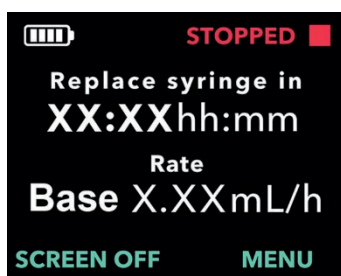 STOPPED
Replace syringe in
XX:XXhh:mm
Rate
Base X.XXmL/h
SCREEN OFF MENU